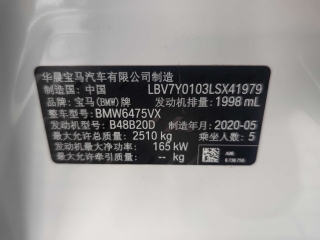 华晨宝马汽车有限公司制造
制造国: 中国 LBV7Y0103LSX41979
品牌: 宝马(BMW)牌 发动机排量: 1998 mL
整车型号: BMW6475VX
发动机型号: B48B20D 制造年月: 2020-05
最大允许总质量: 2510 kg 乘坐人数: 5
发动机最大净功率: 165 kW
最大允许牵引质量: -- kg